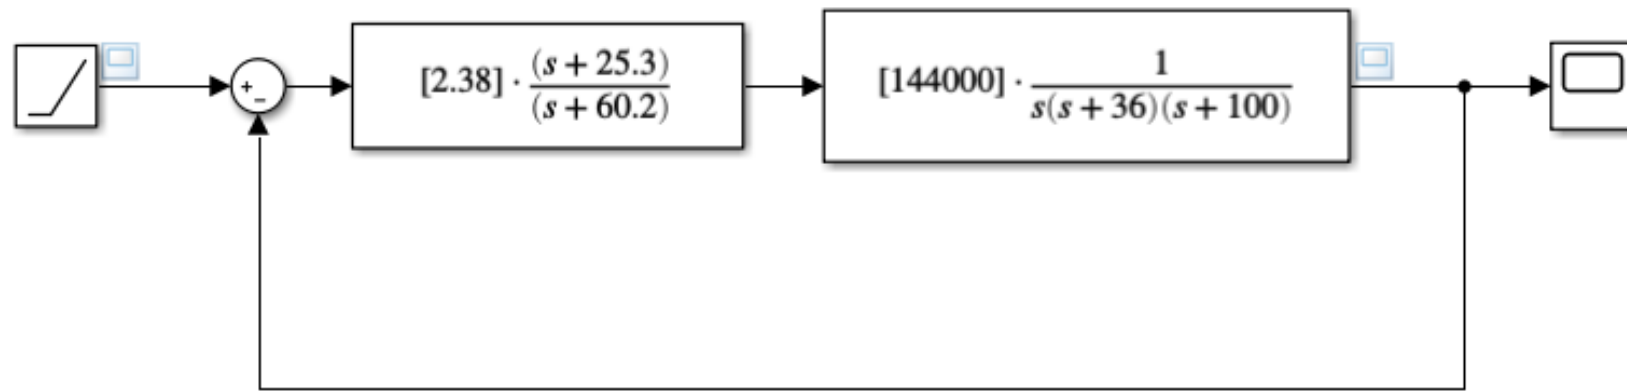 +
−
[2.38] · (s + 25.3) / (s + 60.2)
[144000] · 1 / s(s + 36)(s + 100)